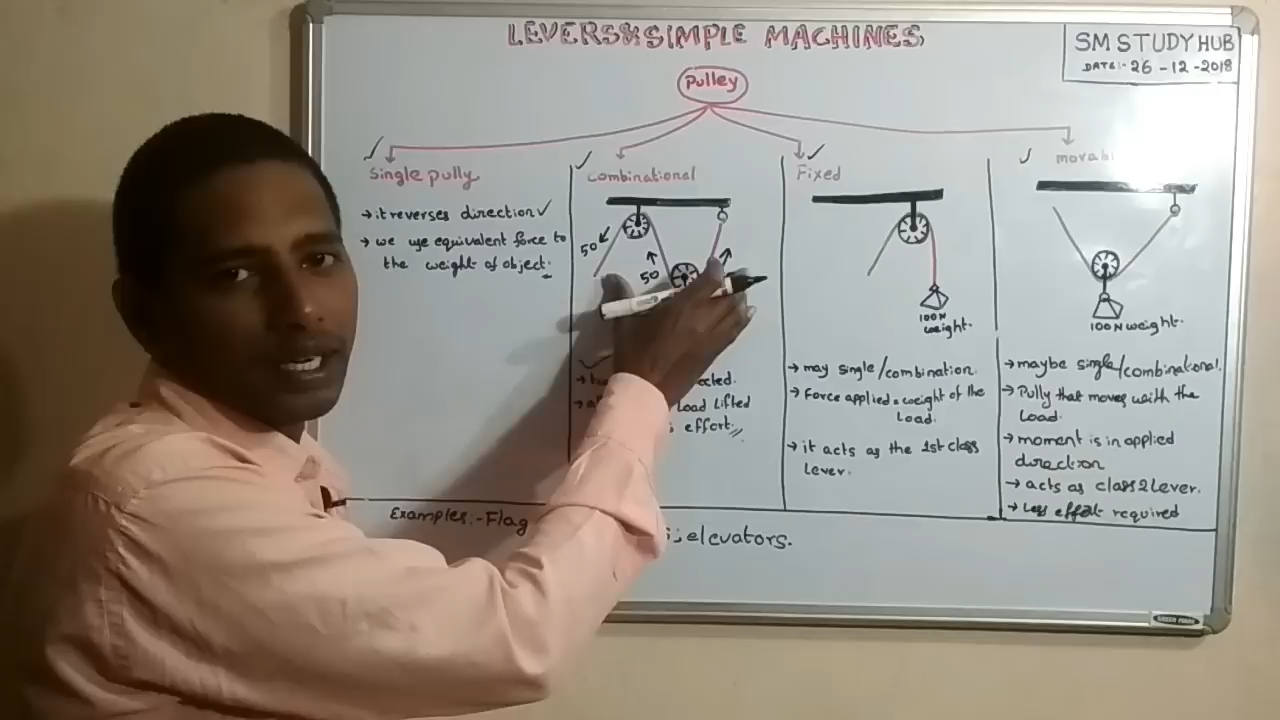 LEVERS & SIMPLE MACHINES
SM STUDY HUB
DATE:- 26 - 12 - 2018
Pulley
Single pully
→ it reverses direction ✓
→ we use equivalent force to
the weight of object.
Combinational
50
50
Fixed
100 N
weight.
movab
100 N weight.
Load lifted
effort
→ may single/combination.
→ Force applied = weight of the
Load.
→ it acts as the 1st class
Lever.
→ maybe single/combinational.
→ Pully that moves with the
Load.
→ moment is in applied
direction
→ acts as class 2 Lever.
→ Less effort required
Examples:- Flag
; elevators.